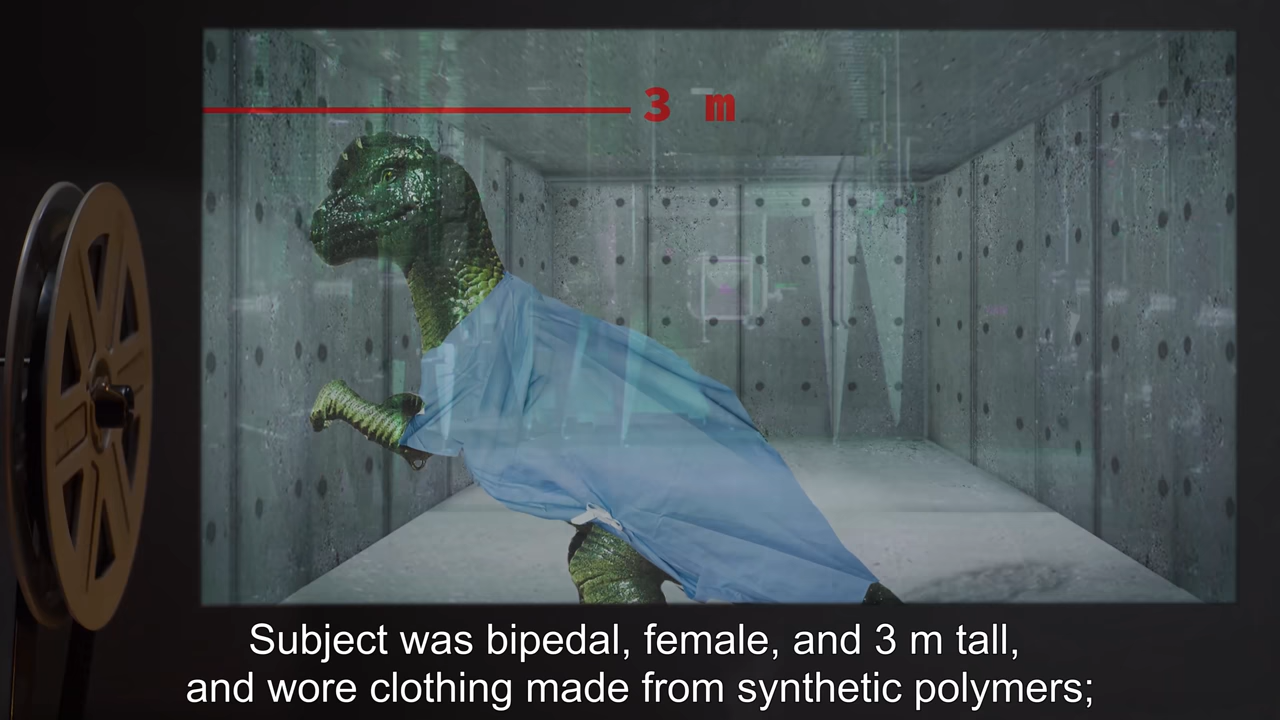 3 m
Subject was bipedal, female, and 3 m tall,
and wore clothing made from synthetic polymers;